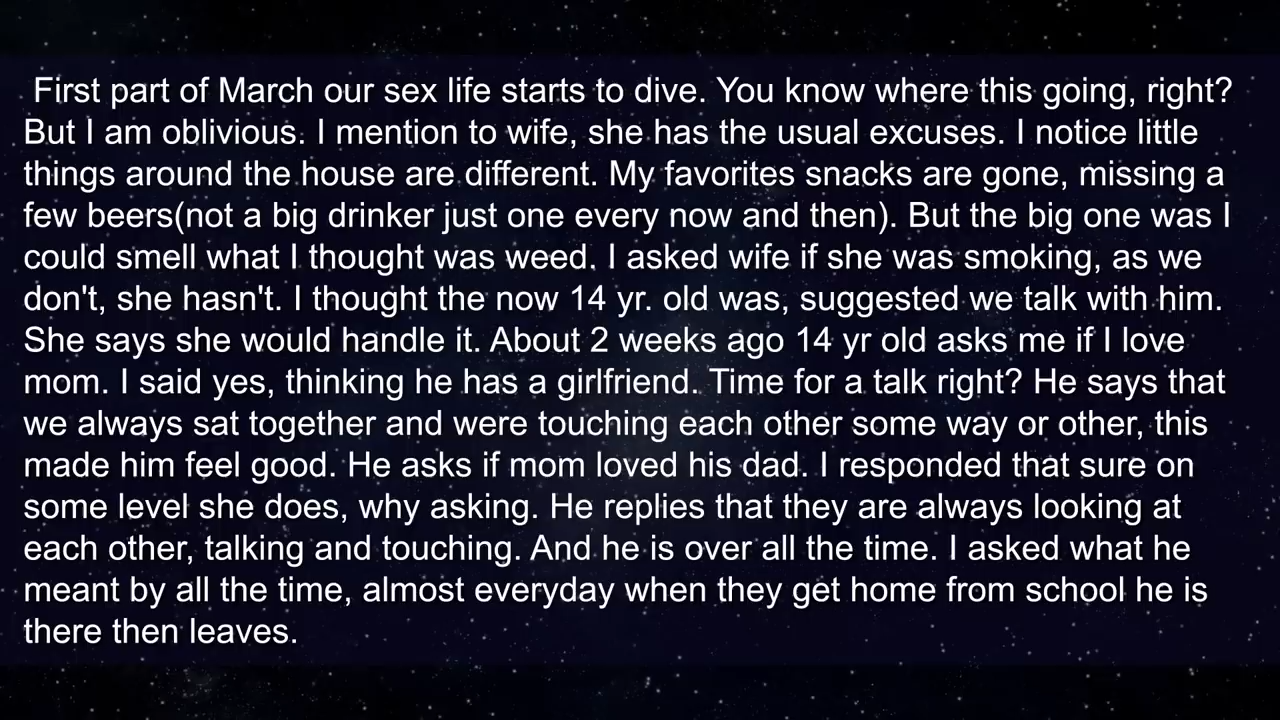 First part of March our sex life starts to dive. You know where this going, right?
But I am oblivious. I mention to wife, she has the usual excuses. I notice little
things around the house are different. My favorites snacks are gone, missing a
few beers(not a big drinker just one every now and then). But the big one was I
could smell what I thought was weed. I asked wife if she was smoking, as we
don't, she hasn't. I thought the now 14 yr. old was, suggested we talk with him.
She says she would handle it. About 2 weeks ago 14 yr old asks me if I love
mom. I said yes, thinking he has a girlfriend. Time for a talk right? He says that
we always sat together and were touching each other some way or other, this
made him feel good. He asks if mom loved his dad. I responded that sure on
some level she does, why asking. He replies that they are always looking at
each other, talking and touching. And he is over all the time. I asked what he
meant by all the time, almost everyday when they get home from school he is
there then leaves.